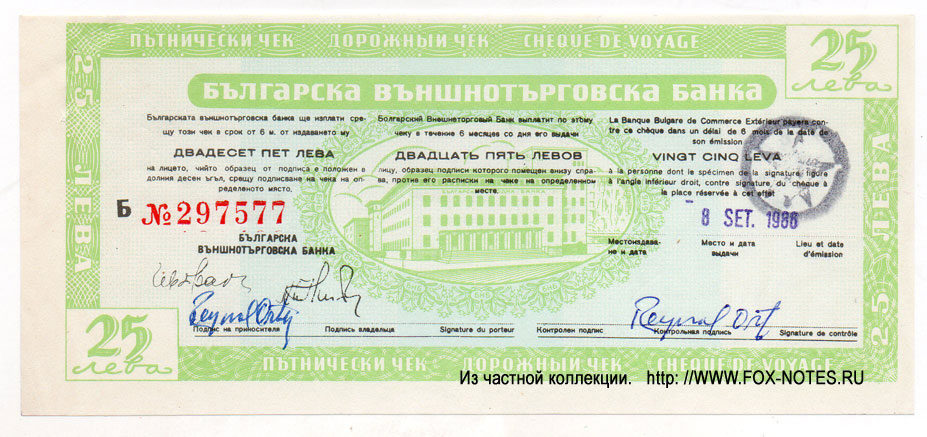 ПЪТНИЧЕСКИ ЧЕК ДОРОЖНЫЙ ЧЕК CHEQUE DE VOYAGE
25 лева
25 ЛЕВА
БЪЛГАРСКА ВЪНШНОТЪРГОВСКА БАНКА
Българската външнотърговска банка ще изплати сре-
щу този чек в срок от 6 м. от издаването му
ДВАДЕСЕТ ПЕТ ЛЕВА
на лицето, чийто образец от подписа е положен в
долния десен ъгъл, срещу подписване на чека на оп-
ределеното място.
Болгарский Внешнеторговый Банк выплатит по этому
чеку в течение 6 месяцев со дня его выдачи
ДВАДЦАТЬ ПЯТЬ ЛЕВОВ
лицу, образец подписи которого помещен внизу спра-
ва, против его расписки на чеке на определенном
месте.
La Banque Bulgare de Commerce Extérieur payera con-
tre ce chèque dans un délai de 6 mois de la date de
son émission
VINGT CINQ LEVA
à la personne dont le spécimen de la signature figure
à l'angle inférieur droit, contre signature du chèque à
la place réservée à cet effet
Б № 297577
8 SET. 1966
БЪЛГАРСКА
ВЪНШНОТЪРГОВСКА БАНКА
Местоиздава-
не и дата
Место и дата
выдачи
Lieu et date
d'émission
25 ЛЕВА
Подпис на приносителя Подпись владельца Signature du porteur
Контролен подпис Контрольная подпись Signature de contrôle
25 лева
ПЪТНИЧЕСКИ ЧЕК ДОРОЖНЫЙ ЧЕК CHEQUE DE VOYAGE
Из частной коллекции. http: //WWW.FOX-NOTES.РУ